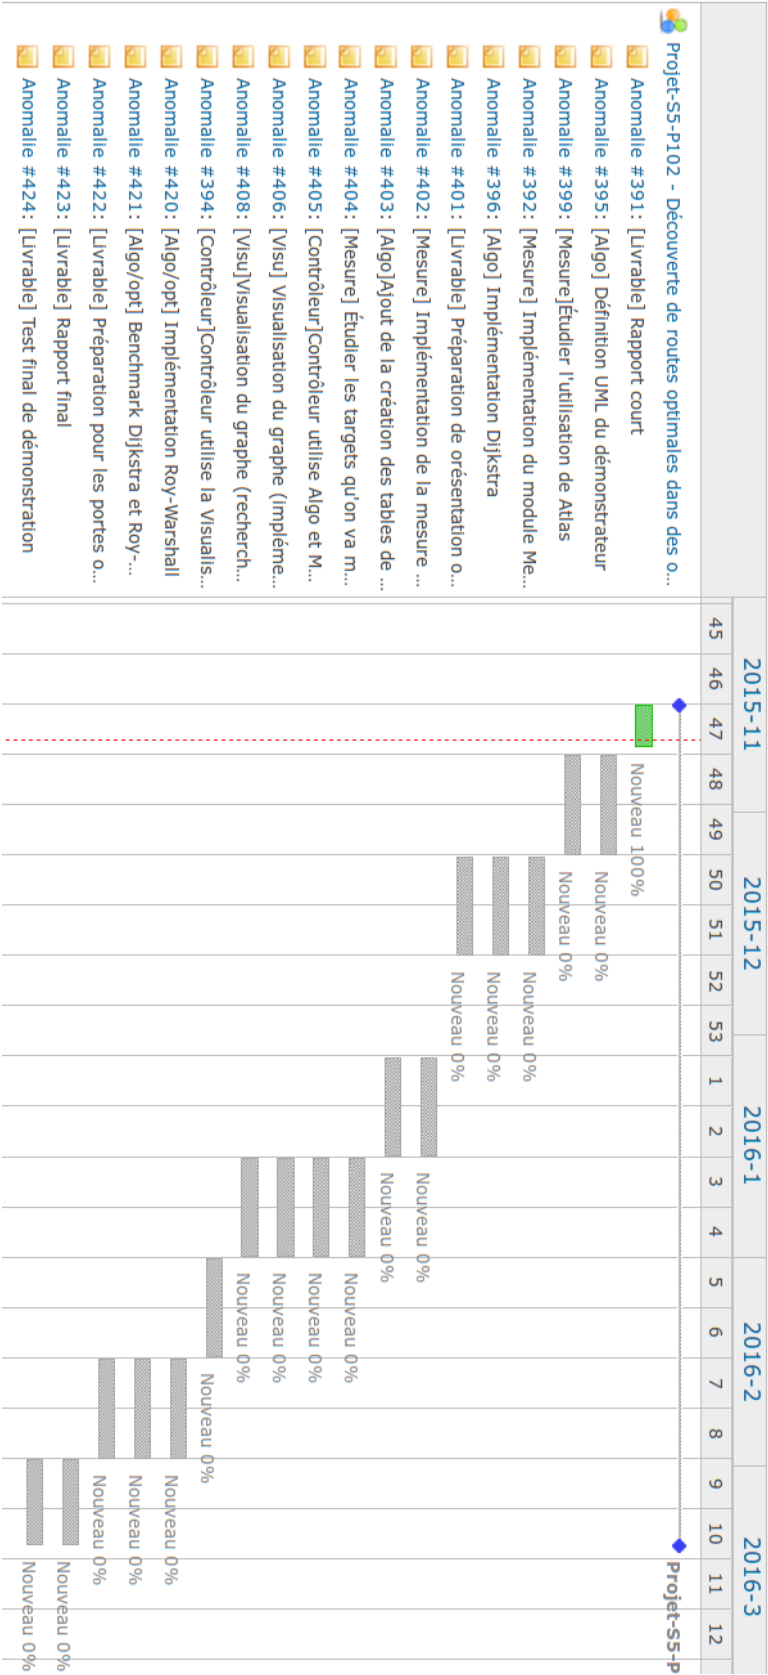 2015-11 2015-12 2016-1 2016-2 2016-3
45 46 47 48 49 50 51 52 53 1 2 3 4 5 6 7 8 9 10 11 12
Projet-S5-P102 - Découverte de routes optimales dans des o... Projet-S5-P
Anomalie #391: [Livrable] Rapport court Nouveau 100%
Anomalie #395: [Algo] Définition UML du démonstrateur Nouveau 0%
Anomalie #399: [Mesure]Étudier l'utilisation de Atlas Nouveau 0%
Anomalie #392: [Mesure] Implémentation du module Me... Nouveau 0%
Anomalie #396: [Algo] Implémentation Dijkstra Nouveau 0%
Anomalie #401: [Livrable] Préparation de orésentation o... Nouveau 0%
Anomalie #402: [Mesure] Implémentation de la mesure ... Nouveau 0%
Anomalie #403: [Algo]Ajout de la création des tables de ... Nouveau 0%
Anomalie #404: [Mesure] Étudier les targets qu'on va m... Nouveau 0%
Anomalie #405: [Contrôleur]Contrôleur utilise Algo et M... Nouveau 0%
Anomalie #406: [Visu] Visualisation du graphe (impléme... Nouveau 0%
Anomalie #408: [Visu]Visualisation du graphe (recherch... Nouveau 0%
Anomalie #394: [Contrôleur]Contrôleur utilise la Visualis... Nouveau 0%
Anomalie #420: [Algo/opt] Implémentation Roy-Warshall Nouveau 0%
Anomalie #421: [Algo/opt] Benchmark Dijkstra et Roy-... Nouveau 0%
Anomalie #422: [Livrable] Préparation pour les portes o... Nouveau 0%
Anomalie #423: [Livrable] Rapport final Nouveau 0%
Anomalie #424: [Livrable] Test final de démonstration Nouveau 0%